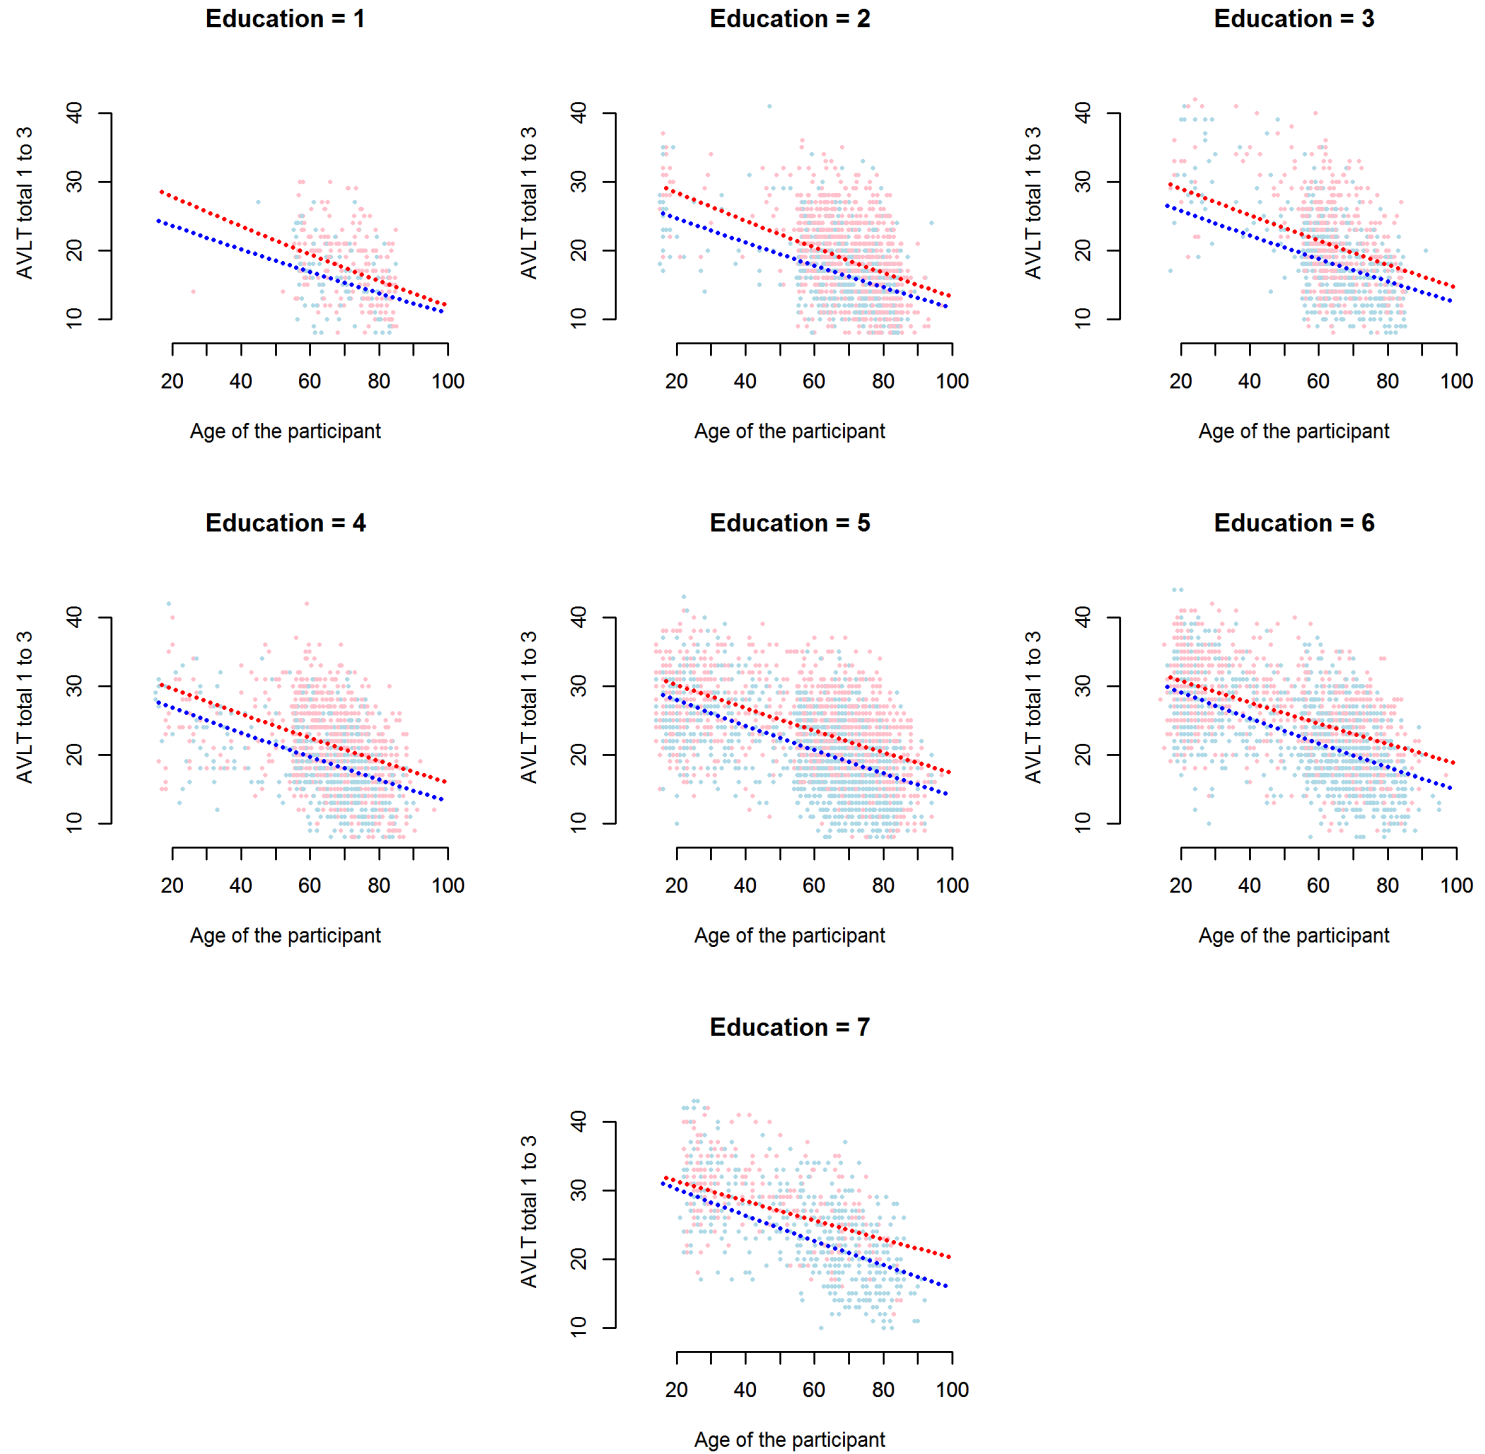 Education = 1
Education = 2
Education = 3
AVLT total 1 to 3
10 20 30 40
20 40 60 80 100
Age of the participant
AVLT total 1 to 3
10 20 30 40
20 40 60 80 100
Age of the participant
AVLT total 1 to 3
10 20 30 40
20 40 60 80 100
Age of the participant
Education = 4
Education = 5
Education = 6
AVLT total 1 to 3
10 20 30 40
20 40 60 80 100
Age of the participant
AVLT total 1 to 3
10 20 30 40
20 40 60 80 100
Age of the participant
AVLT total 1 to 3
10 20 30 40
20 40 60 80 100
Age of the participant
Education = 7
AVLT total 1 to 3
10 20 30 40
20 40 60 80 100
Age of the participant